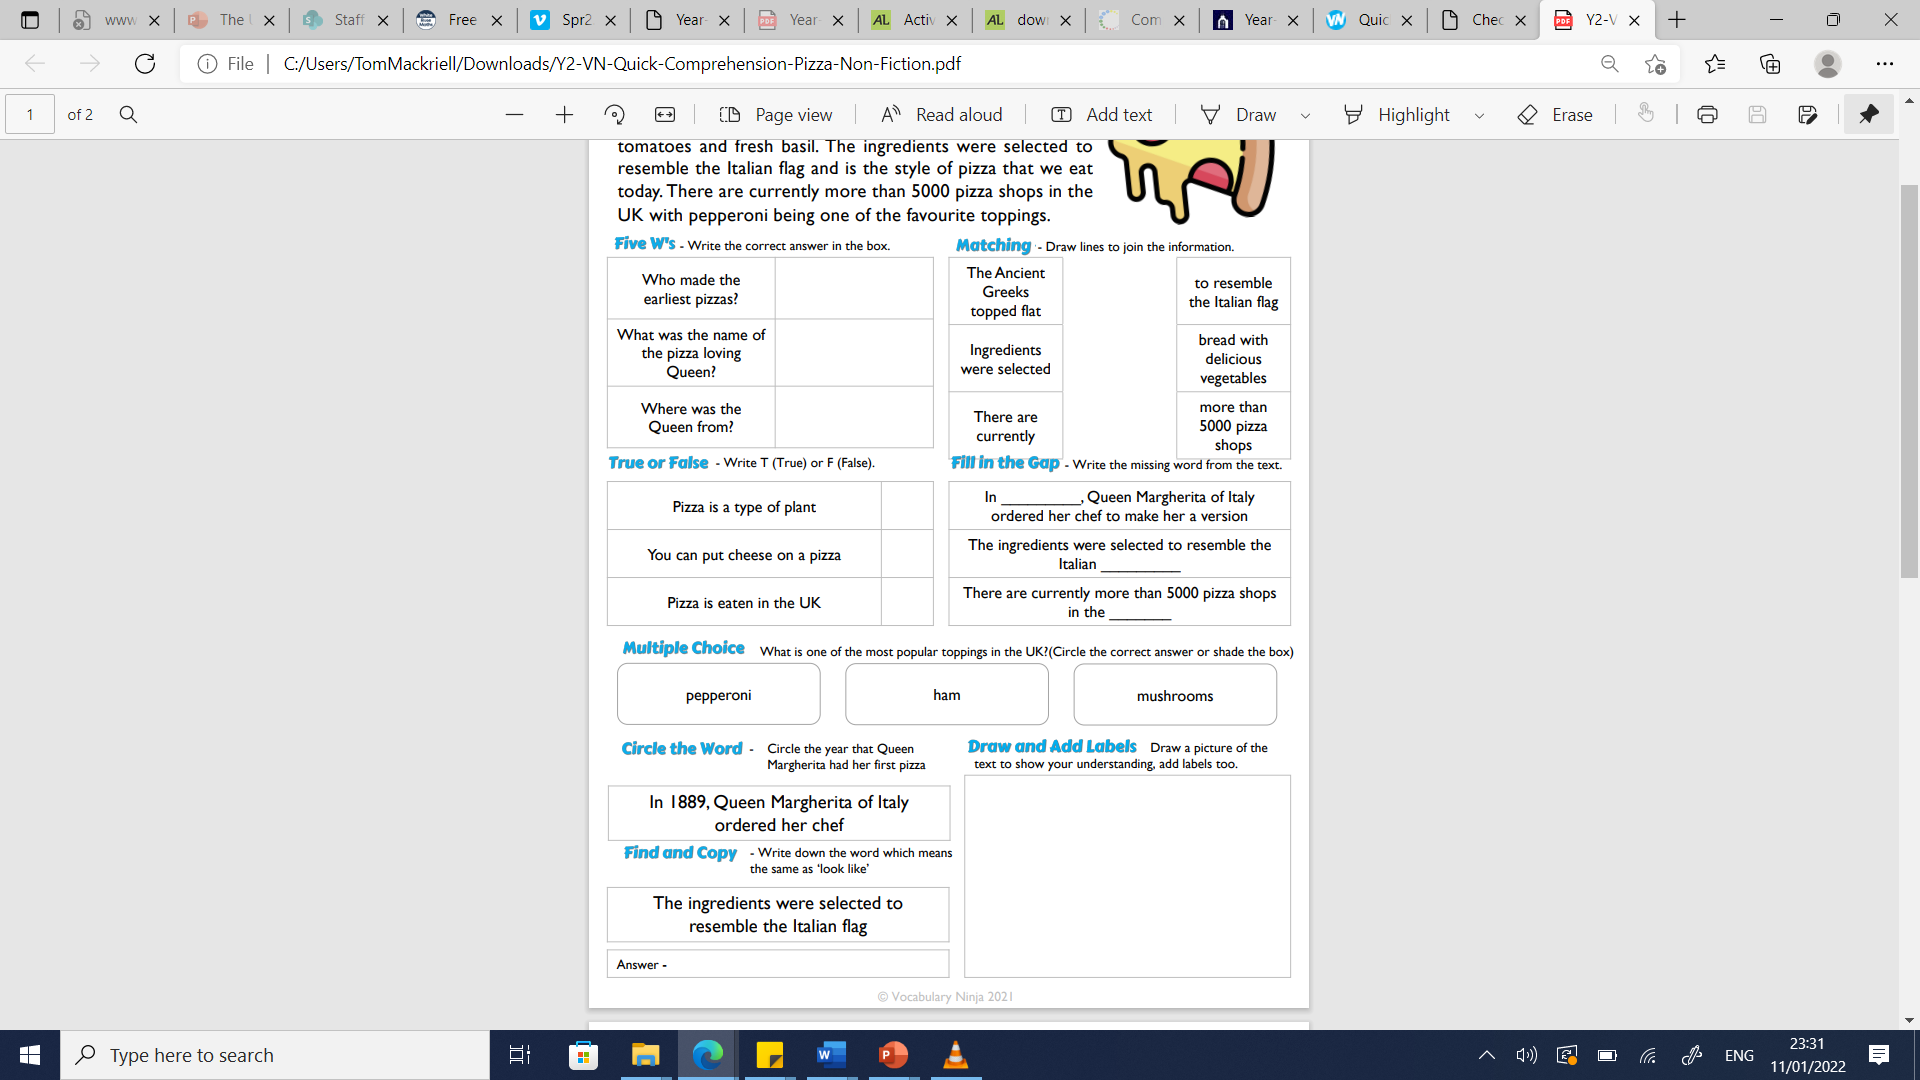 www
The l
Staff
Free
Spr2
Year-
Year-
Activ
dow
Com
Year-
Quic
Chec
Y2-V
File
C:/Users/TomMackriell/Downloads/Y2-VN-Quick-Comprehension-Pizza-Non-Fiction.pdf
1 of 2
Page view
Read aloud
Add text
Draw
Highlight
Erase
tomatoes and fresh basil. The ingredients were selected to
resemble the Italian flag and is the style of pizza that we eat
today. There are currently more than 5000 pizza shops in the
UK with pepperoni being one of the favourite toppings.
Five W's - Write the correct answer in the box.
Who made the
earliest pizzas?
What was the name of
the pizza loving
Queen?
Where was the
Queen from?
Matching - Draw lines to join the information.
The Ancient
Greeks
topped flat
Ingredients
were selected
There are
currently
to resemble
the Italian flag
bread with
delicious
vegetables
more than
5000 pizza
shops
True or False - Write T (True) or F (False).
Pizza is a type of plant
You can put cheese on a pizza
Pizza is eaten in the UK
Fill in the Gap - Write the missing word from the text.
In _________, Queen Margherita of Italy
ordered her chef to make her a version
The ingredients were selected to resemble the
Italian _________
There are currently more than 5000 pizza shops
in the _______
Multiple Choice What is one of the most popular toppings in the UK?(Circle the correct answer or shade the box)
pepperoni
ham
mushrooms
Circle the Word - Circle the year that Queen
Margherita had her first pizza
In 1889, Queen Margherita of Italy
ordered her chef
Find and Copy - Write down the word which means
the same as ‘look like’
The ingredients were selected to
resemble the Italian flag
Answer -
Draw and Add Labels Draw a picture of the
text to show your understanding, add labels too.
© Vocabulary Ninja 2021
Type here to search
ENG
23:31
11/01/2022